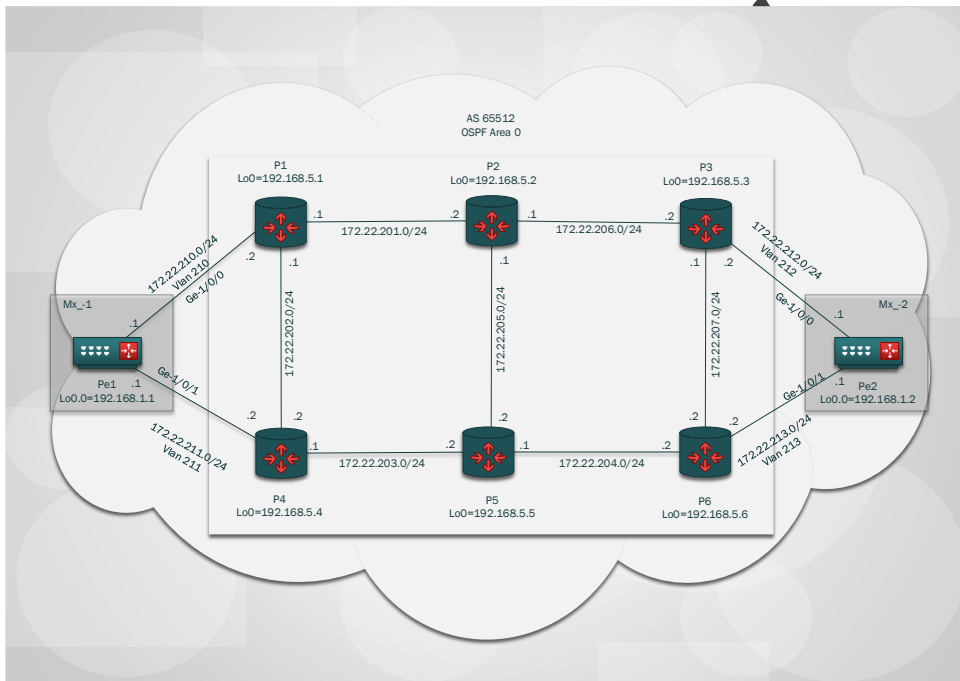 AS 65512
OSPF Area 0
P1
Lo0=192.168.5.1
P2
Lo0=192.168.5.2
P3
Lo0=192.168.5.3
.1
172.22.201.0/24
.2
.1
172.22.206.0/24
.2
172.22.210.0/24
Vlan 210
Ge-1/0/0
.2
.1
.1
.1
.2
172.22.212.0/24
Vlan 212
Ge-1/0/0
172.22.202.0/24
172.22.205.0/24
172.22.207.0/24
Mx_-1
.1
Pe1
.1
Lo0.0=192.168.1.1
Mx_-2
.1
.1
Pe2
Lo0.0=192.168.1.2
Ge-1/0/1
172.22.211.0/24
Vlan 211
.2
.2
.2
.2
.2
Ge-1/0/1
172.22.213.0/24
Vlan 213
.1
172.22.203.0/24
.2
.1
172.22.204.0/24
.2
P4
Lo0=192.168.5.4
P5
Lo0=192.168.5.5
P6
Lo0=192.168.5.6